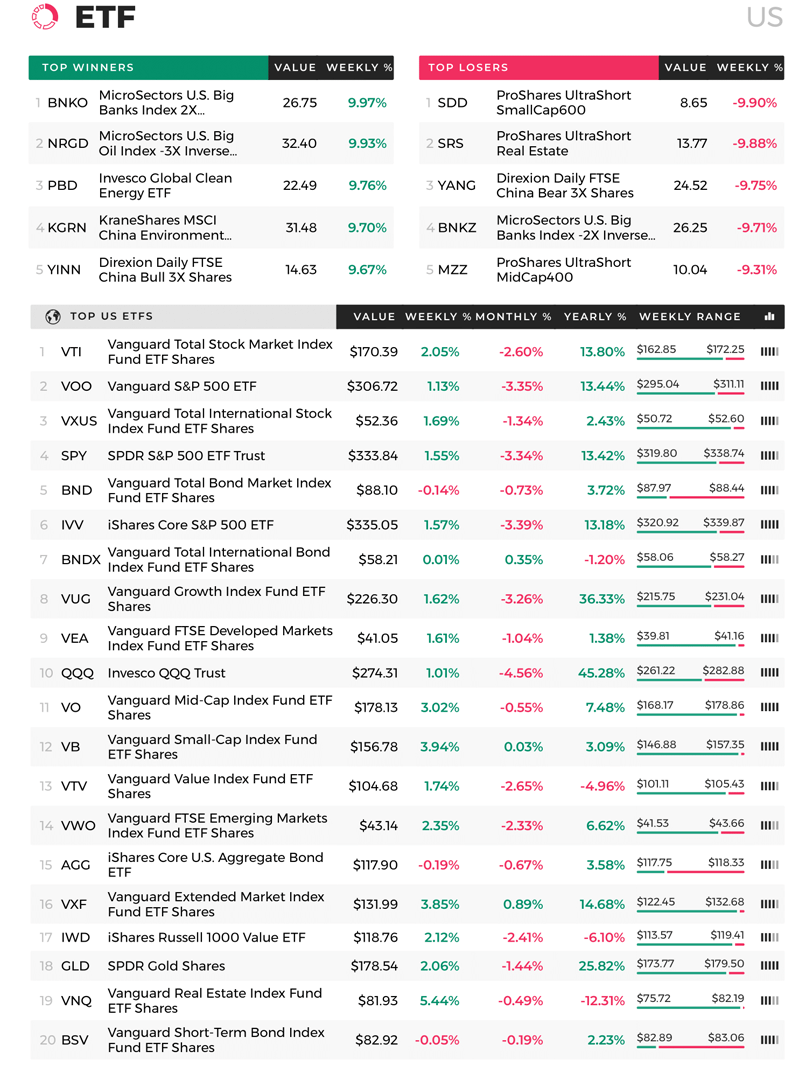 ETF
US
TOP WINNERS VALUE WEEKLY %
1 BNKO MicroSectors U.S. Big Banks Index 2X... 26.75 9.97%
2 NRGD MicroSectors U.S. Big Oil Index -3X Inverse... 32.40 9.93%
3 PBD Invesco Global Clean Energy ETF 22.49 9.76%
4 KGRN KraneShares MSCI China Environment... 31.48 9.70%
5 YINN Direxion Daily FTSE China Bull 3X Shares 14.63 9.67%
TOP LOSERS VALUE WEEKLY %
1 SDD ProShares UltraShort SmallCap600 8.65 -9.90%
2 SRS ProShares UltraShort Real Estate 13.77 -9.88%
3 YANG Direxion Daily FTSE China Bear 3X Shares 24.52 -9.75%
4 BNKZ MicroSectors U.S. Big Banks Index -2X Inverse... 26.25 -9.71%
5 MZZ ProShares UltraShort MidCap400 10.04 -9.31%
TOP US ETFS VALUE WEEKLY % MONTHLY % YEARLY % WEEKLY RANGE
1 VTI Vanguard Total Stock Market Index Fund ETF Shares $170.39 2.05% -2.60% 13.80% $162.85 $172.25
2 VOO Vanguard S&P 500 ETF $306.72 1.13% -3.35% 13.44% $295.04 $311.11
3 VXUS Vanguard Total International Stock Index Fund ETF Shares $52.36 1.69% -1.34% 2.43% $50.72 $52.60
4 SPY SPDR S&P 500 ETF Trust $333.84 1.55% -3.34% 13.42% $319.80 $338.74
5 BND Vanguard Total Bond Market Index Fund ETF Shares $88.10 -0.14% -0.73% 3.72% $87.97 $88.44
6 IVV iShares Core S&P 500 ETF $335.05 1.57% -3.39% 13.18% $320.92 $339.87
7 BNDX Vanguard Total International Bond Index Fund ETF Shares $58.21 0.01% 0.35% -1.20% $58.06 $58.27
8 VUG Vanguard Growth Index Fund ETF Shares $226.30 1.62% -3.26% 36.33% $215.75 $231.04
9 VEA Vanguard FTSE Developed Markets Index Fund ETF Shares $41.05 1.61% -1.04% 1.38% $39.81 $41.16
10 QQQ Invesco QQQ Trust $274.31 1.01% -4.56% 45.28% $261.22 $282.88
11 VO Vanguard Mid-Cap Index Fund ETF Shares $178.13 3.02% -0.55% 7.48% $168.17 $178.86
12 VB Vanguard Small-Cap Index Fund ETF Shares $156.78 3.94% 0.03% 3.09% $146.88 $157.35
13 VTV Vanguard Value Index Fund ETF Shares $104.68 1.74% -2.65% -4.96% $101.11 $105.43
14 VWO Vanguard FTSE Emerging Markets Index Fund ETF Shares $43.14 2.35% -2.33% 6.62% $41.53 $43.66
15 AGG iShares Core U.S. Aggregate Bond ETF $117.90 -0.19% -0.67% 3.58% $117.75 $118.33
16 VXF Vanguard Extended Market Index Fund ETF Shares $131.99 3.85% 0.89% 14.68% $122.45 $132.68
17 IWD iShares Russell 1000 Value ETF $118.76 2.12% -2.41% -6.10% $113.57 $119.41
18 GLD SPDR Gold Shares $178.54 2.06% -1.44% 25.82% $173.77 $179.50
19 VNQ Vanguard Real Estate Index Fund ETF Shares $81.93 5.44% -0.49% -12.31% $75.72 $82.19
20 BSV Vanguard Short-Term Bond Index Fund ETF Shares $82.92 -0.05% -0.19% 2.23% $82.89 $83.06